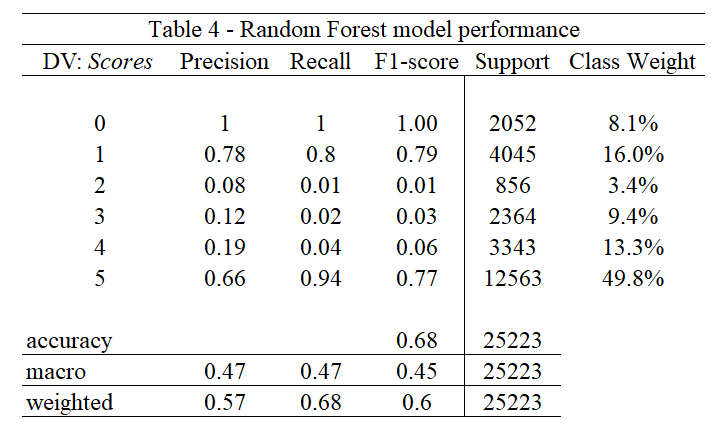 Table 4 - Random Forest model performance
DV: Scores Precision Recall F1-score Support Class Weight
0 1 1 1.00 2052 8.1%
1 0.78 0.8 0.79 4045 16.0%
2 0.08 0.01 0.01 856 3.4%
3 0.12 0.02 0.03 2364 9.4%
4 0.19 0.04 0.06 3343 13.3%
5 0.66 0.94 0.77 12563 49.8%
accuracy 0.68 25223
macro 0.47 0.47 0.45 25223
weighted 0.57 0.68 0.6 25223